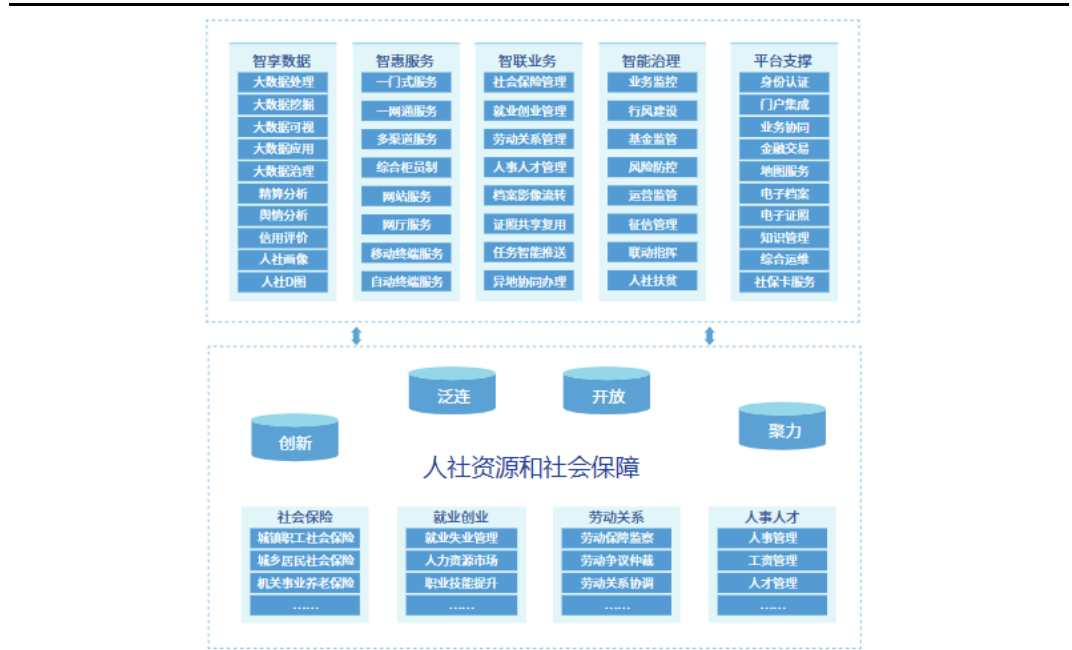 智享数据
大数据处理
大数据挖掘
大数据可视
大数据应用
大数据治理
精算分析
舆情分析
信用评价
人社画像
人社D图
智惠服务
一门式服务
一网通服务
多渠道服务
综合柜员制
网站服务
网厅服务
移动终端服务
自动终端服务
智联业务
社会保险管理
就业创业管理
劳动关系管理
人事人才管理
档案影像流转
证照共享复用
任务智能推送
异地协同办理
智能治理
业务监控
行风建设
基金监管
风险防控
运营监管
征信管理
联动指挥
人社扶贫
平台支撑
身份认证
门户集成
业务协同
金融交易
地图服务
电子档案
电子证照
知识管理
综合运维
社保卡服务
创新
泛连
开放
聚力
人社资源和社会保障
社会保险
城镇职工社会保险
城乡居民社会保险
机关事业养老保险
……
就业创业
就业失业管理
人力资源市场
职业技能提升
……
劳动关系
劳动保障监察
劳动争议仲裁
劳动关系协调
……
人事人才
人事管理
工资管理
人才管理
……